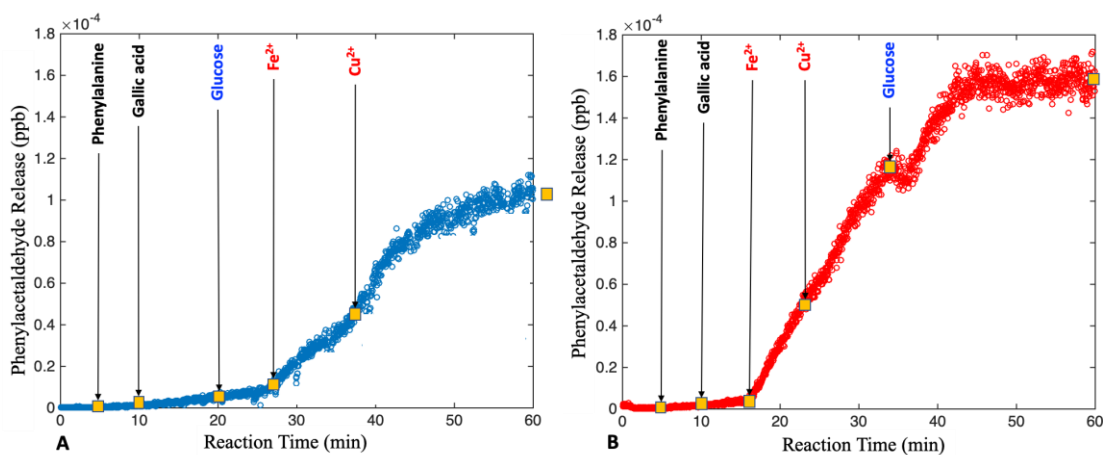 ×10⁻⁴
Phenylalanine
Gallic acid
Glucose
Fe²⁺
Cu²⁺
1.8
1.6
1.4
1.2
1
0.8
0.6
0.4
0.2
0
Phenylacetaldehyde Release (ppb)
0 10 20 30 40 50 60
A Reaction Time (min)
×10⁻⁴
Phenylalanine
Gallic acid
Fe²⁺
Cu²⁺
Glucose
1.8
1.6
1.4
1.2
1
0.8
0.6
0.4
0.2
0
Phenylacetaldehyde Release (ppb)
0 10 20 30 40 50 60
B Reaction Time (min)